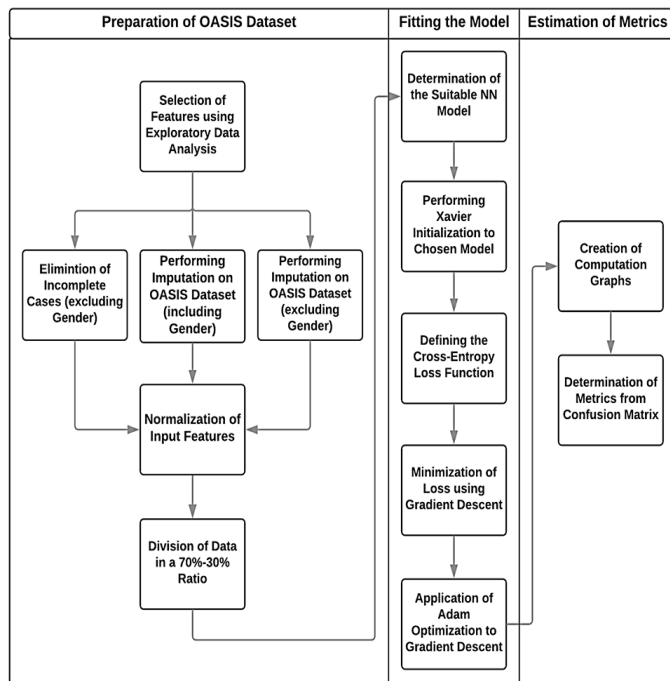 Preparation of OASIS Dataset
Fitting the Model
Estimation of Metrics
Selection of
Features using
Exploratory Data
Analysis
Elimintion of
Incomplete
Cases (excluding
Gender)
Performing
Imputation on
OASIS Dataset
(including
Gender)
Performing
Imputation on
OASIS Dataset
(excluding
Gender)
Normalization of
Input Features
Division of Data
in a 70%-30%
Ratio
Determination of
the Suitable NN
Model
Performing
Xavier
Initialization to
Chosen Model
Defining the
Cross-Entropy
Loss Function
Minimization of
Loss using
Gradient Descent
Application of
Adam
Optimization to
Gradient Descent
Creation of
Computation
Graphs
Determination of
Metrics from
Confusion Matrix